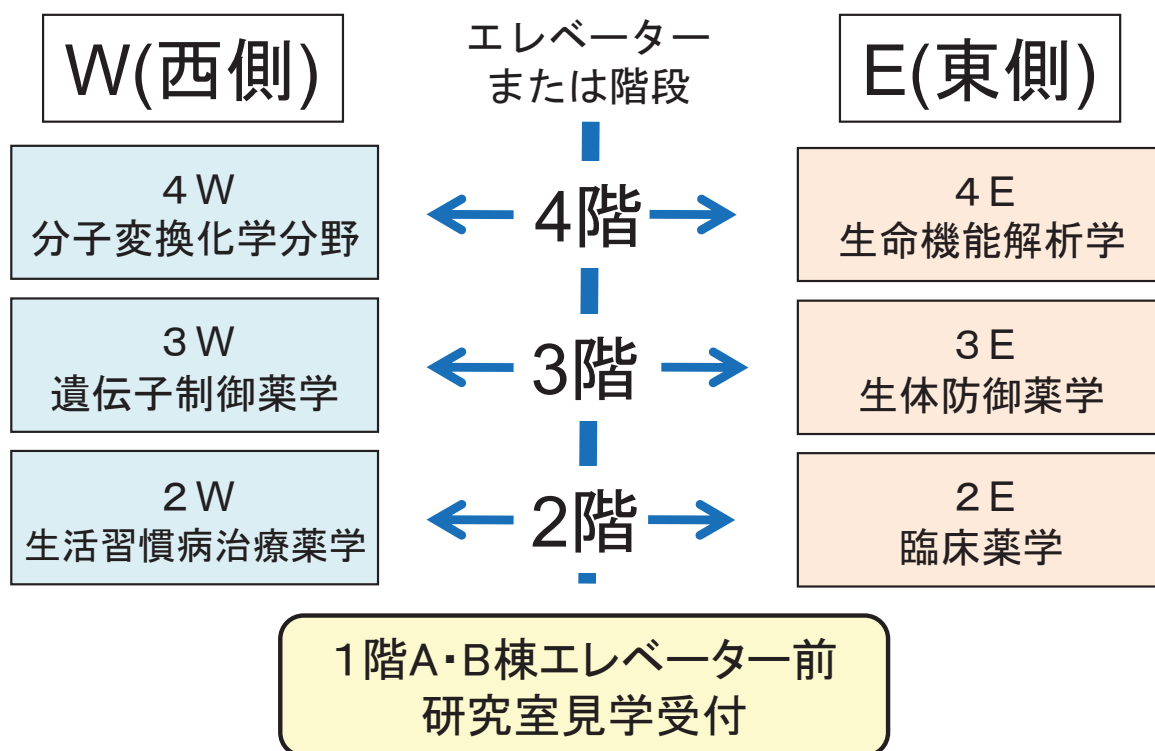 W(西側)
エレベーター
または階段
E(東側)
４Ｗ
分子変換化学分野
4階
４Ｅ
生命機能解析学
３Ｗ
遺伝子制御薬学
3階
３Ｅ
生体防御薬学
２Ｗ
生活習慣病治療薬学
2階
２Ｅ
臨床薬学
１階A・B棟エレベーター前
研究室見学受付